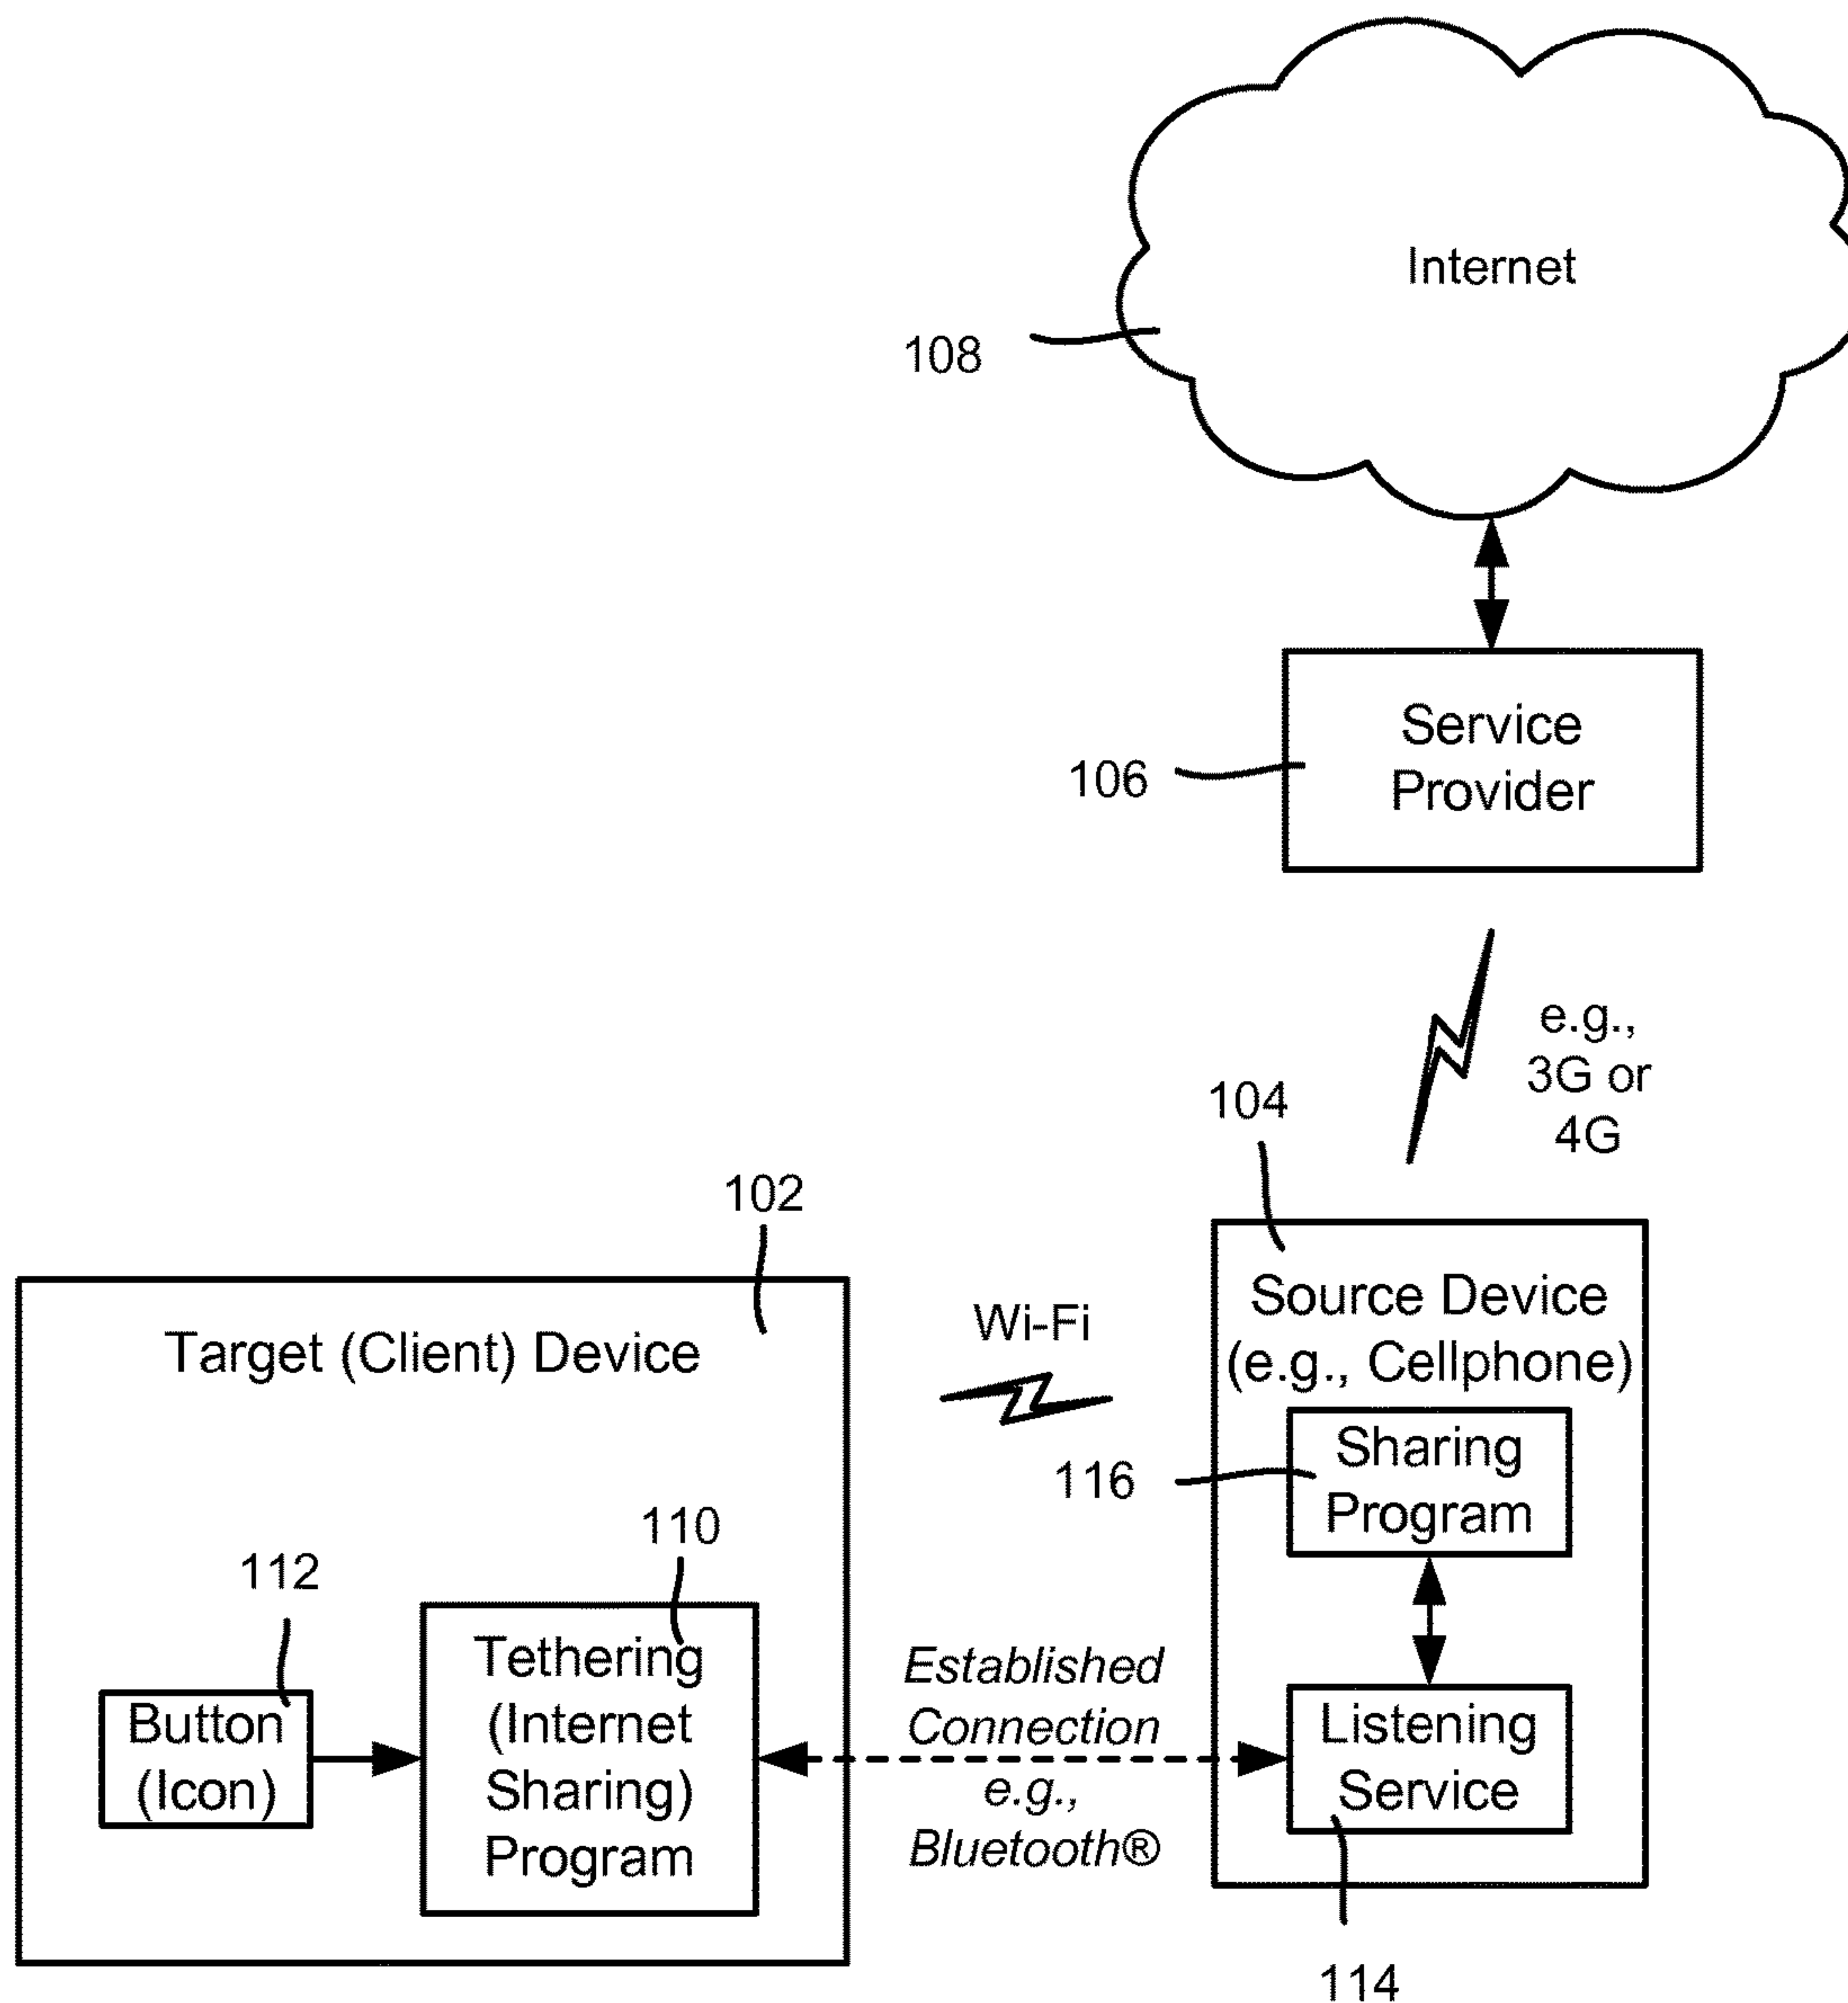 Internet
108
Service
Provider
106
e.g.,
3G or
4G
104
102
Source Device
(e.g., Cellphone)
Wi-Fi
Target (Client) Device
Sharing
Program
116
110
112
Tethering
(Internet
Sharing)
Program
Button
(Icon)
Established
Connection
e.g.,
Bluetooth®
Listening
Service
114